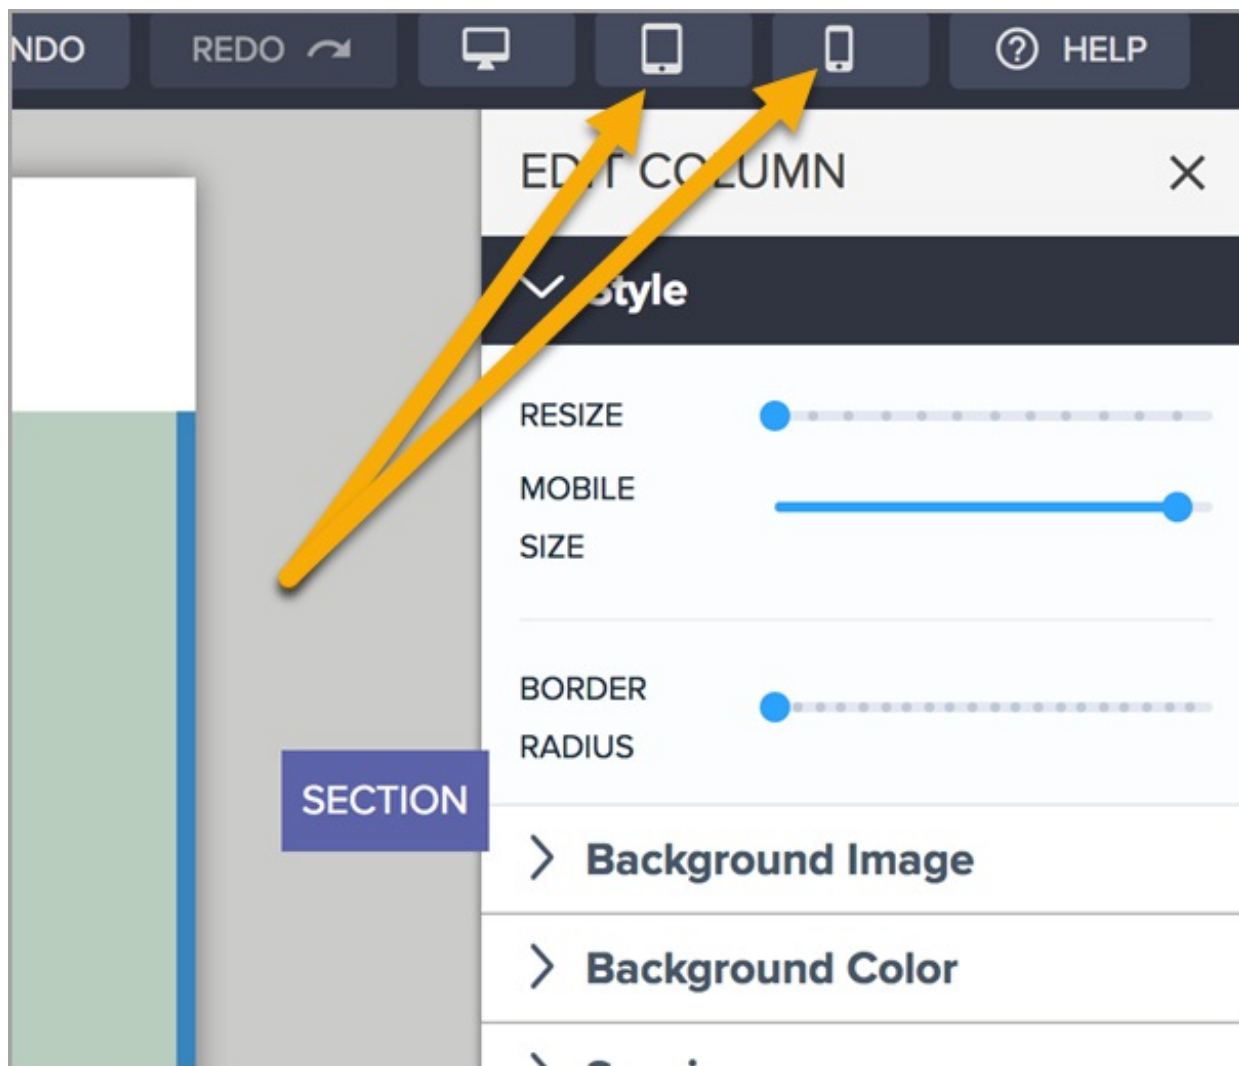 NDO REDO HELP
EDIT COLUMN
Style
RESIZE
MOBILE
SIZE
BORDER
RADIUS
SECTION
Background Image
Background Color